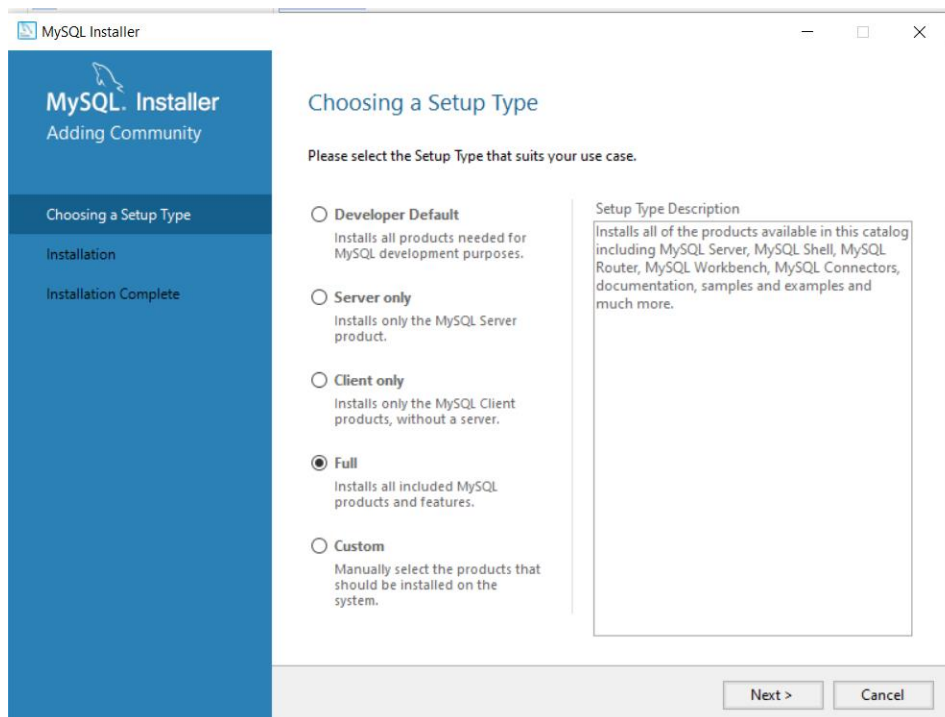 MySQL Installer
MySQL. Installer
Adding Community
Choosing a Setup Type
Installation
Installation Complete
Choosing a Setup Type
Please select the Setup Type that suits your use case.
Developer Default
Installs all products needed for
MySQL development purposes.
Server only
Installs only the MySQL Server
product.
Client only
Installs only the MySQL Client
products, without a server.
Full
Installs all included MySQL
products and features.
Custom
Manually select the products that
should be installed on the
system.
Setup Type Description
Installs all of the products available in this catalog
including MySQL Server, MySQL Shell, MySQL
Router, MySQL Workbench, MySQL Connectors,
documentation, samples and examples and
much more.
Next >
Cancel